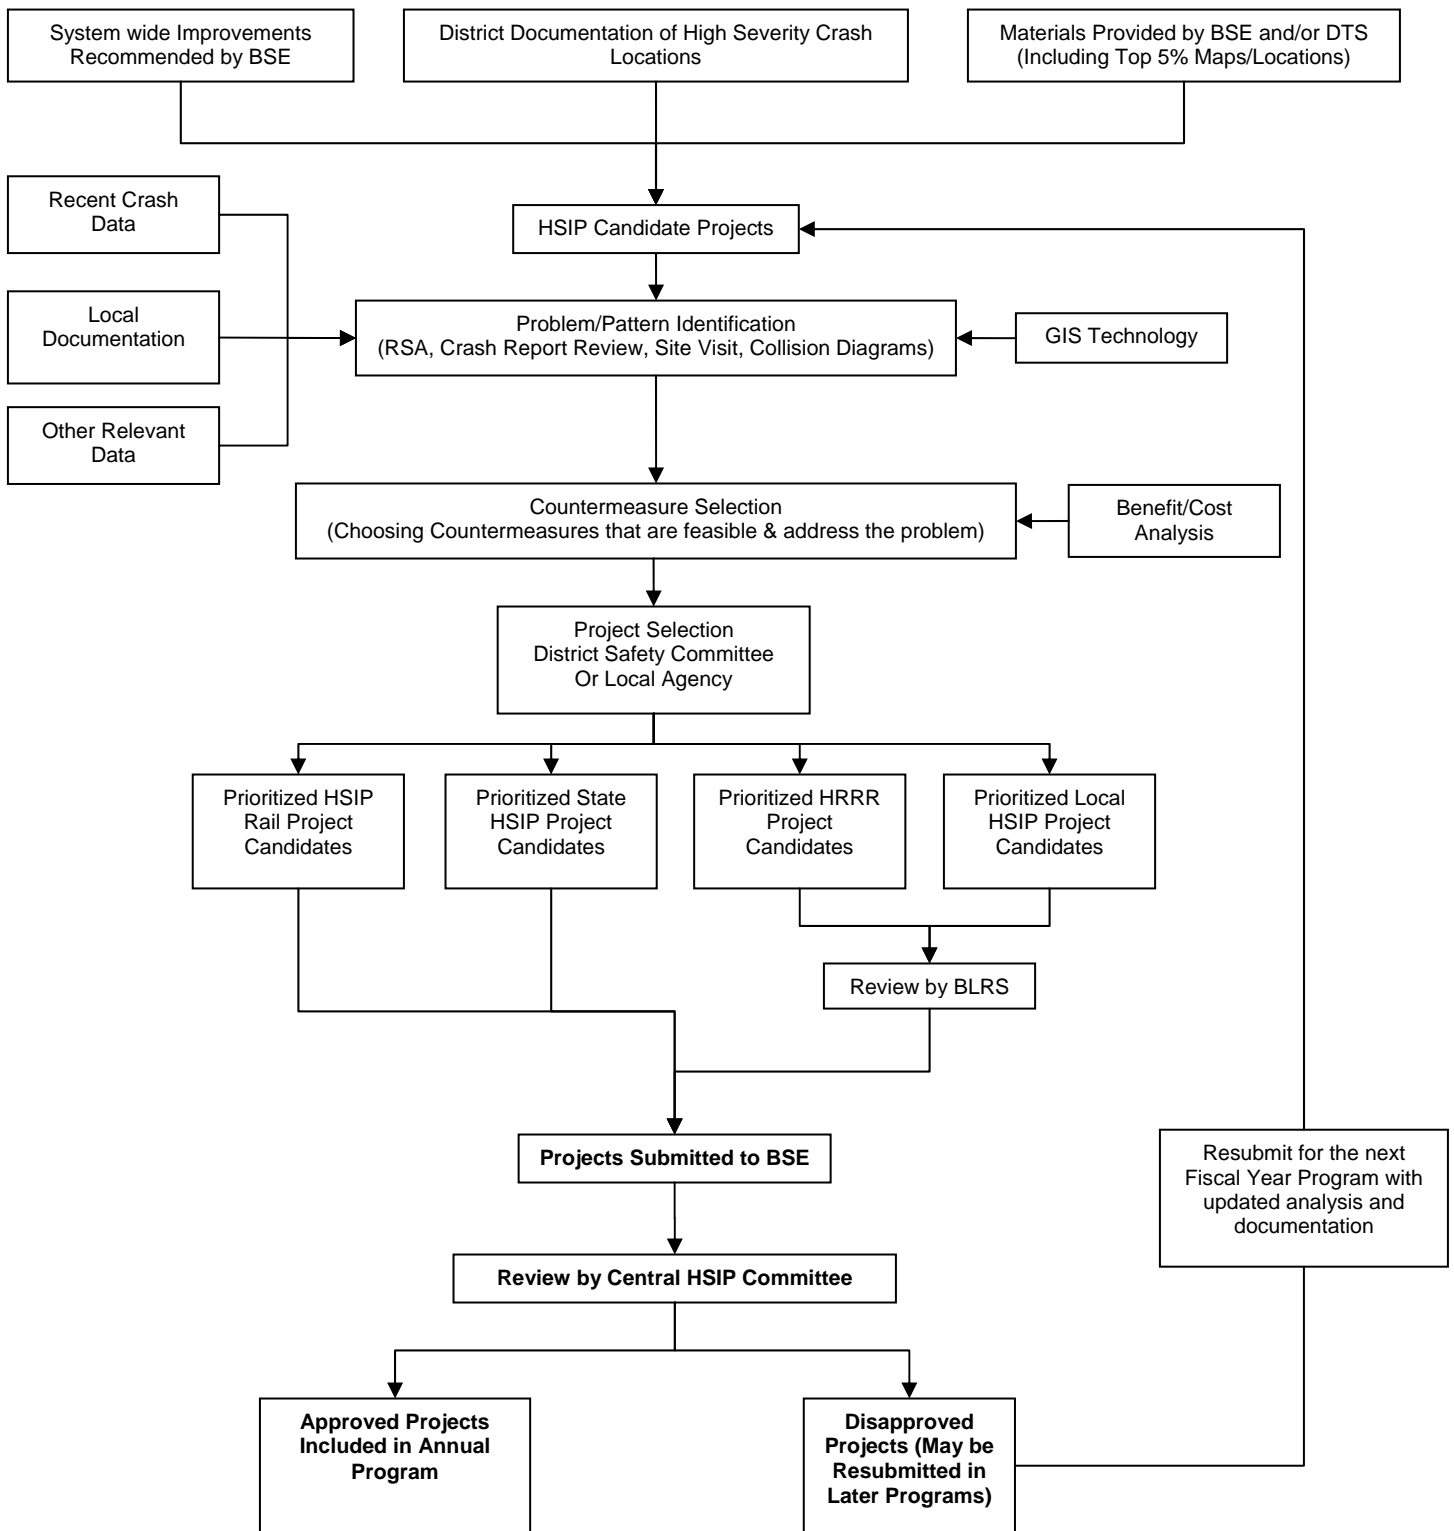 System wide Improvements
Recommended by BSE
District Documentation of High Severity Crash
Locations
Materials Provided by BSE and/or DTS
(Including Top 5% Maps/Locations)
Recent Crash
Data
HSIP Candidate Projects
Local
Documentation
Problem/Pattern Identification
(RSA, Crash Report Review, Site Visit, Collision Diagrams)
GIS Technology
Other Relevant
Data
Countermeasure Selection
(Choosing Countermeasures that are feasible & address the problem)
Benefit/Cost
Analysis
Project Selection
District Safety Committee
Or Local Agency
Prioritized HSIP
Rail Project
Candidates
Prioritized State
HSIP Project
Candidates
Prioritized HRRR
Project
Candidates
Prioritized Local
HSIP Project
Candidates
Review by BLRS
Projects Submitted to BSE
Resubmit for the next
Fiscal Year Program with
updated analysis and
documentation
Review by Central HSIP Committee
Approved Projects
Included in Annual
Program
Disapproved
Projects (May be
Resubmitted in
Later Programs)